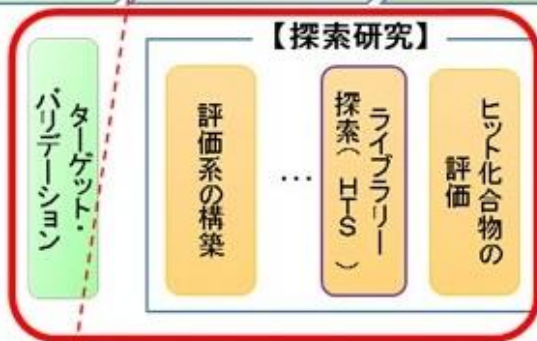 【探索研究】
ターゲット・
バリデーション
評価系の構築
…
ライブラリー
探索（HTS）
ヒット化合物の
評価